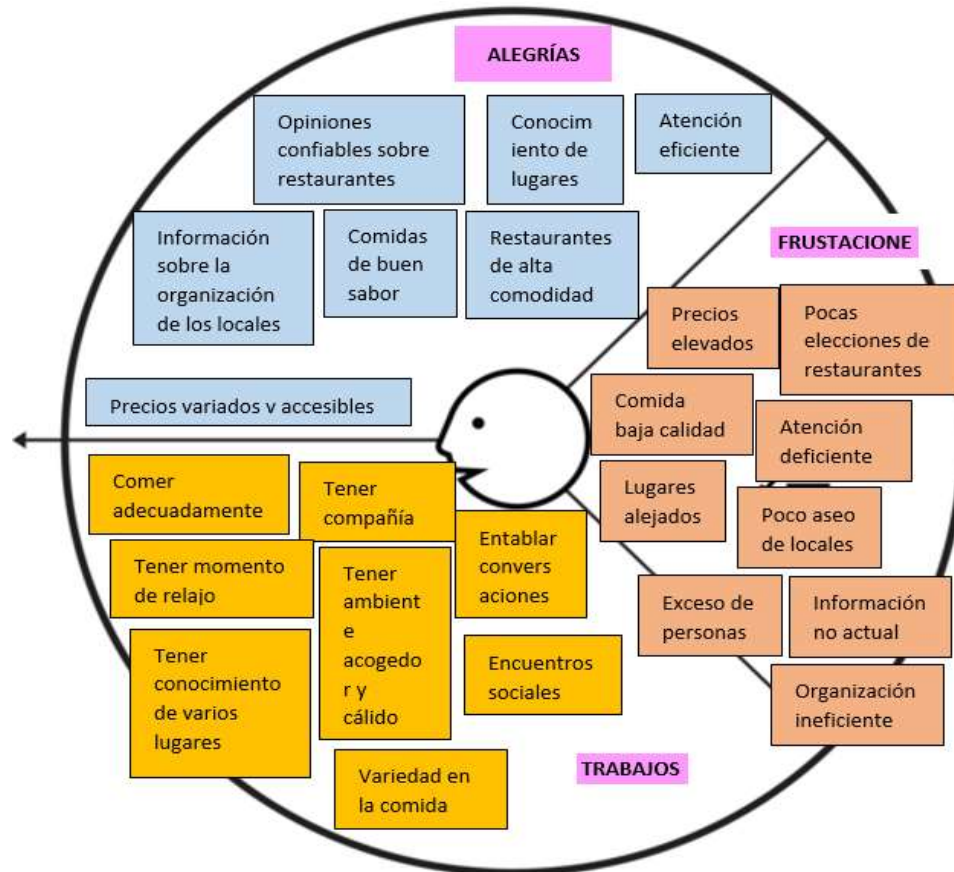 ALEGRÍAS
Opiniones
confiables sobre
restaurantes
Conocim
iento de
lugares
Atención
eficiente
Información
sobre la
organización
de los locales
Comidas
de buen
sabor
Restaurantes
de alta
comodidad
Precios variados v accesibles
FRUSTACIONE
Precios
elevados
Pocas
elecciones de
restaurantes
Comida
baja calidad
Atención
deficiente
Lugares
alejados
Poco aseo
de locales
Exceso de
personas
Información
no actual
Organización
ineficiente
Comer
adecuadamente
Tener
compañía
Entablar
convers
aciones
Tener momento
de relajo
Tener
ambient
e
acogedo
r y
cálido
Tener
conocimiento
de varios
lugares
Encuentros
sociales
Variedad en
la comida
TRABAJOS